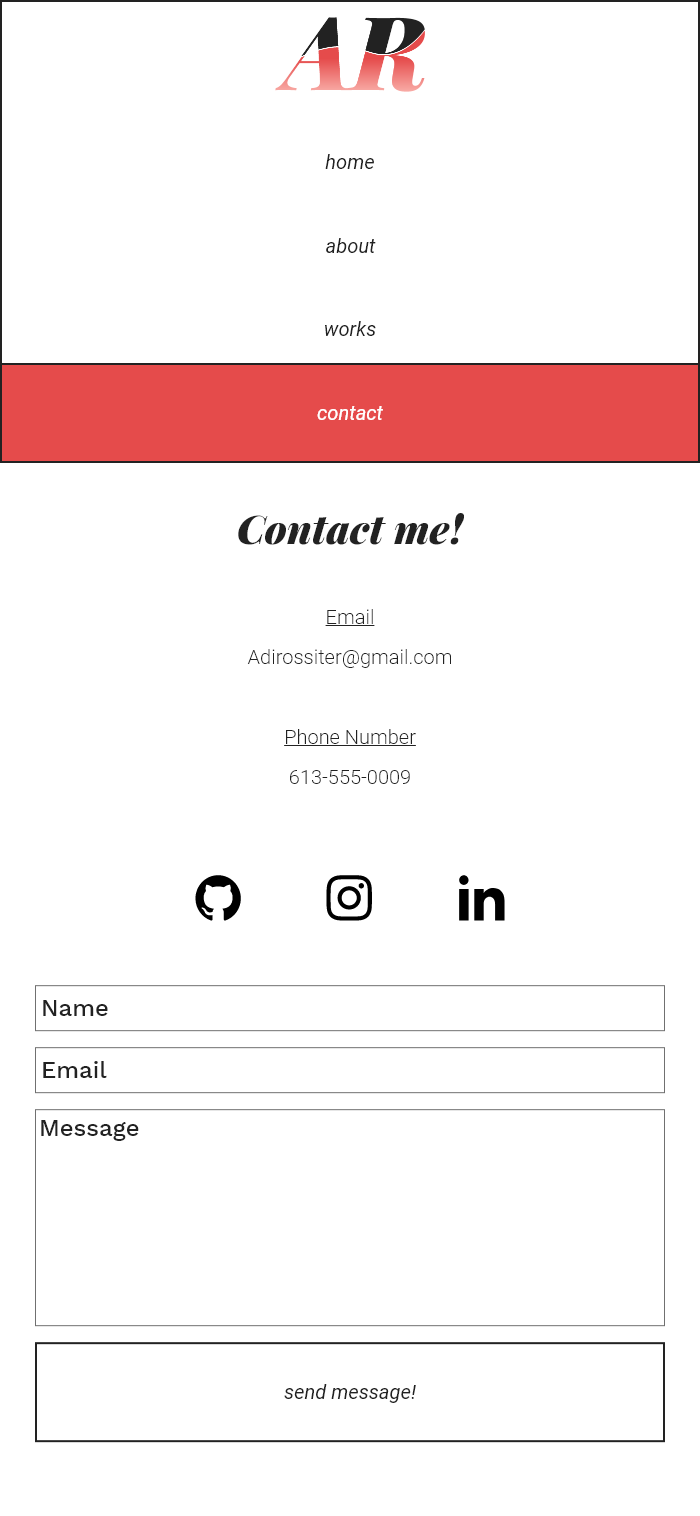 AR
home
about
works
contact
Contact me!
Email
Adirossiter@gmail.com
Phone Number
613-555-0009
in
Name
Email
Message
send message!